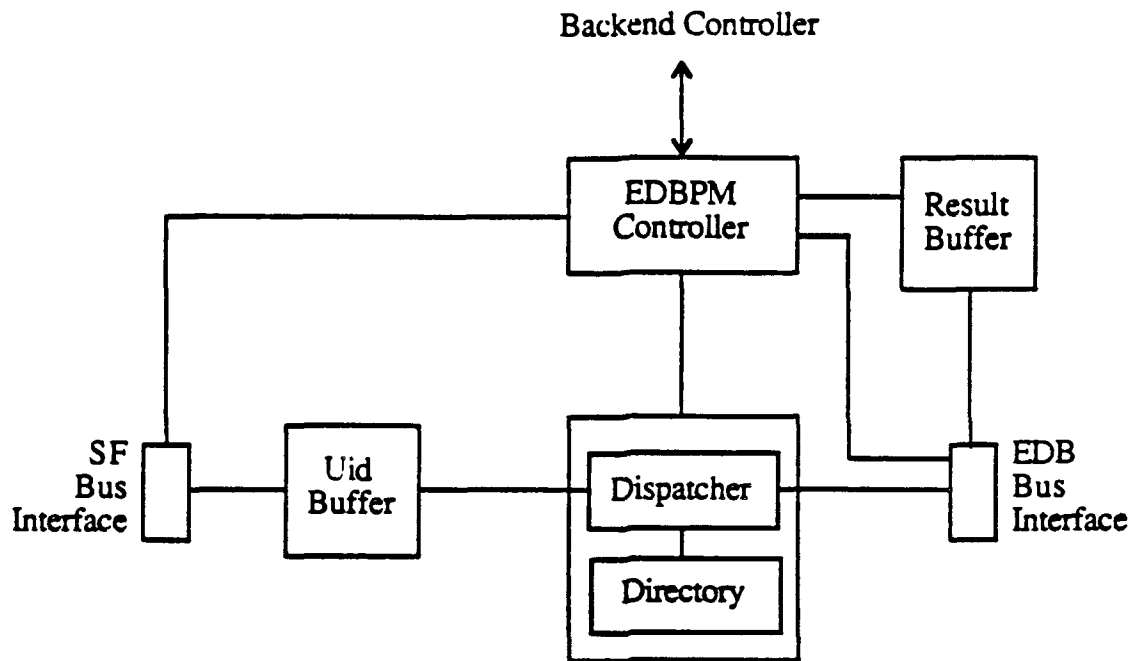 Backend Controller
EDBPM
Controller
Result
Buffer
SF
Bus
Interface
Uid
Buffer
Dispatcher
Directory
EDB
Bus
Interface